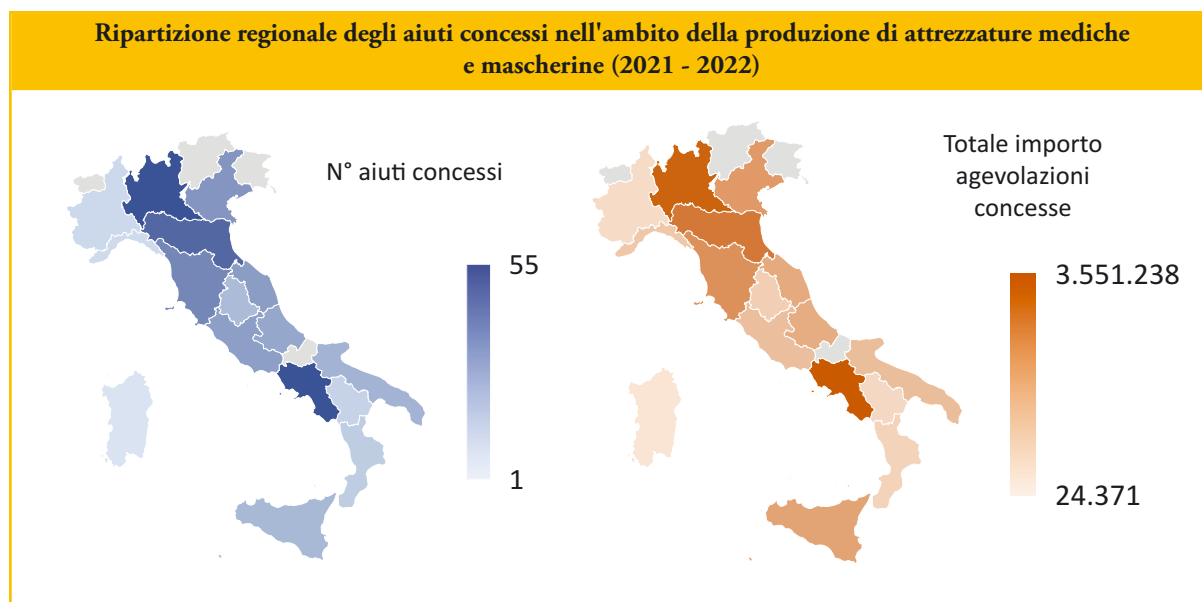 Ripartizione regionale degli aiuti concessi nell'ambito della produzione di attrezzature mediche
e mascherine (2021 - 2022)
N° aiuti concessi
55
1
Totale importo
agevolazioni
concesse
3.551.238
24.371